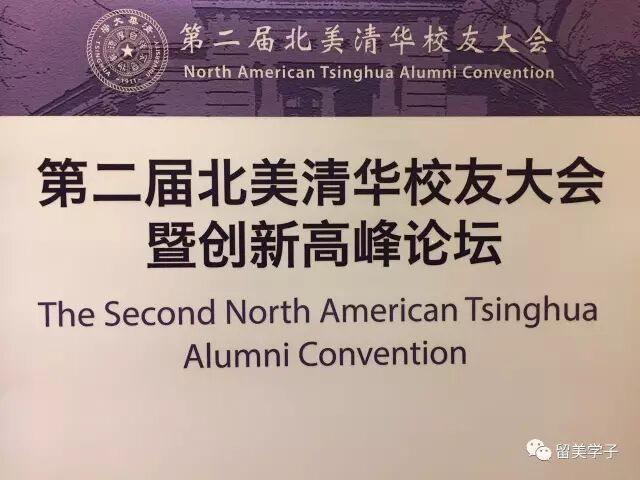 第二届北美清华校友大会
North American Tsinghua Alumni Convention
第二届北美清华校友大会
暨创新高峰论坛
The Second North American Tsinghua
Alumni Convention
留美学子